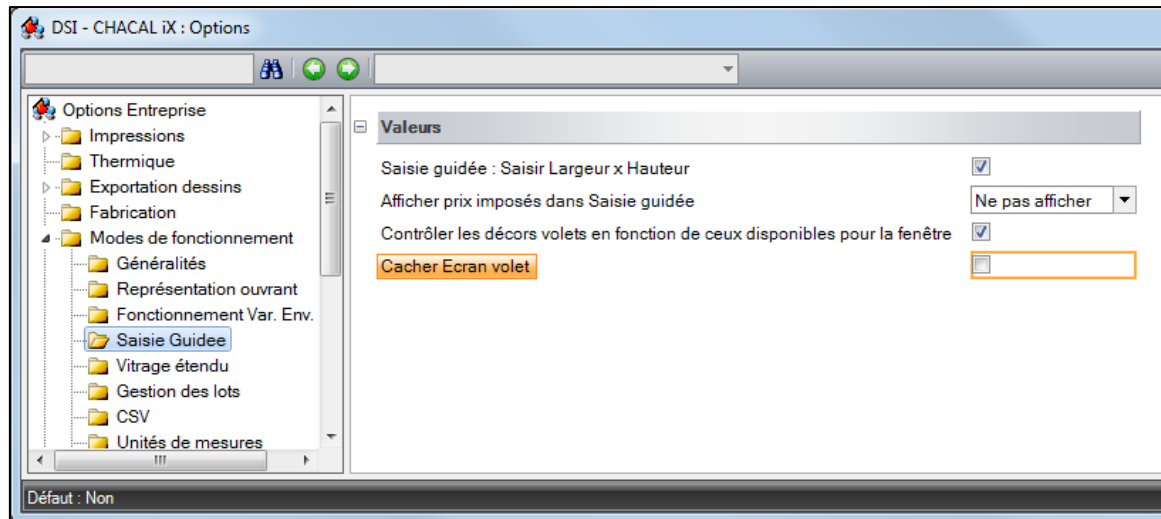 DSI - CHACAL iX : Options
Options Entreprise
Impressions
Thermique
Exportation dessins
Fabrication
Modes de fonctionnement
Généralités
Représentation ouvrant
Fonctionnement Var. Env.
Saisie Guidee
Vitrage étendu
Gestion des lots
CSV
Unités de mesures
Valeurs
Saisie guidée : Saisir Largeur x Hauteur
Afficher prix imposés dans Saisie guidée Ne pas afficher
Contrôler les décors volets en fonction de ceux disponibles pour la fenêtre
Cacher Ecran volet
Défaut : Non